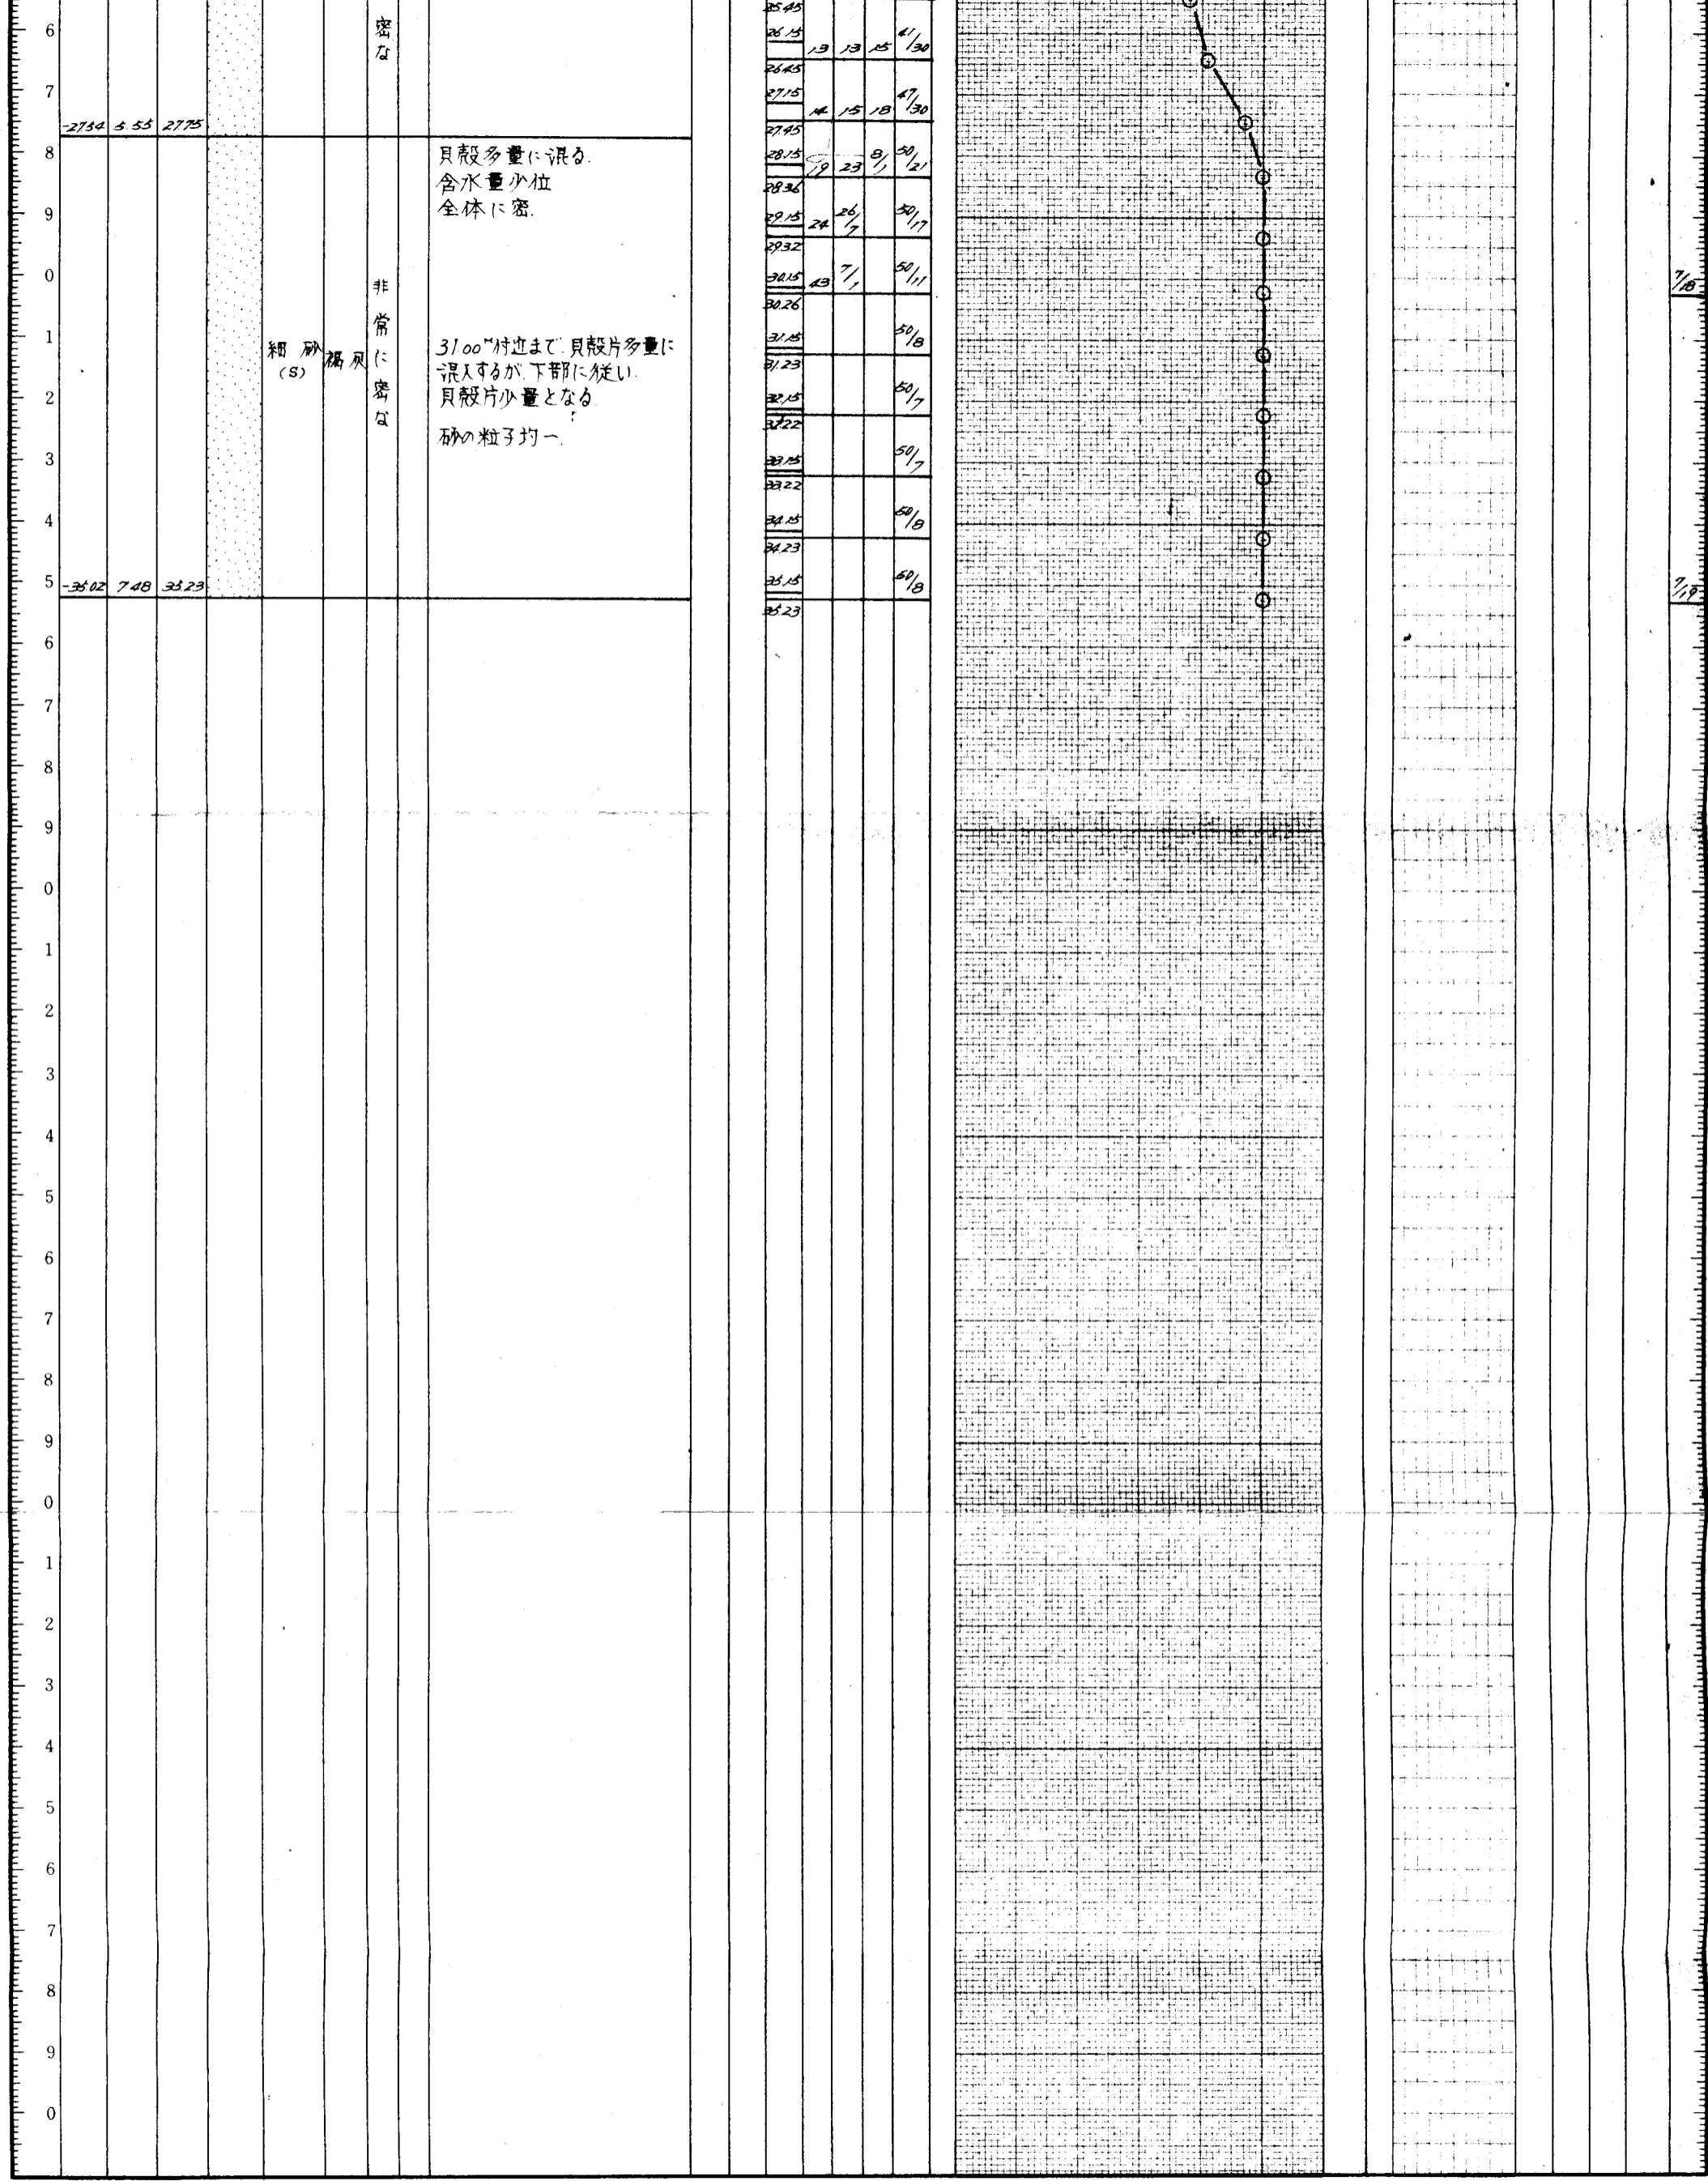 25.45
6
密な
26.15 13 13 15 41/30
26.45
7
27.15 14 15 18 47/30
-27.54 5.55 27.75
27.45
8
貝殻多量に混る.
28.15 19 23 8/1 50/21
含水量少位
28.36
全体に密.
9
29.15 24 26/7 50/17
29.32
0
30.15 43 7/1 50/11
7/18
30.26
非常に密な
1
31.15 50/8
細砂
(S)
褐灰
31.00m付近まで、貝殻片多量に
混入するが、下部に従い
貝殻片少量となる.
砂の粒子均一.
31.23
2
32.15 50/7
32.22
3
33.15 50/7
33.22
4
34.15 50/8
34.23
5
-35.02 7.48 35.23
35.15 50/8
7/19
35.23
6
7
8
9
0
1
2
3
4
5
6
7
8
9
0
1
2
3
4
5
6
7
8
9
0